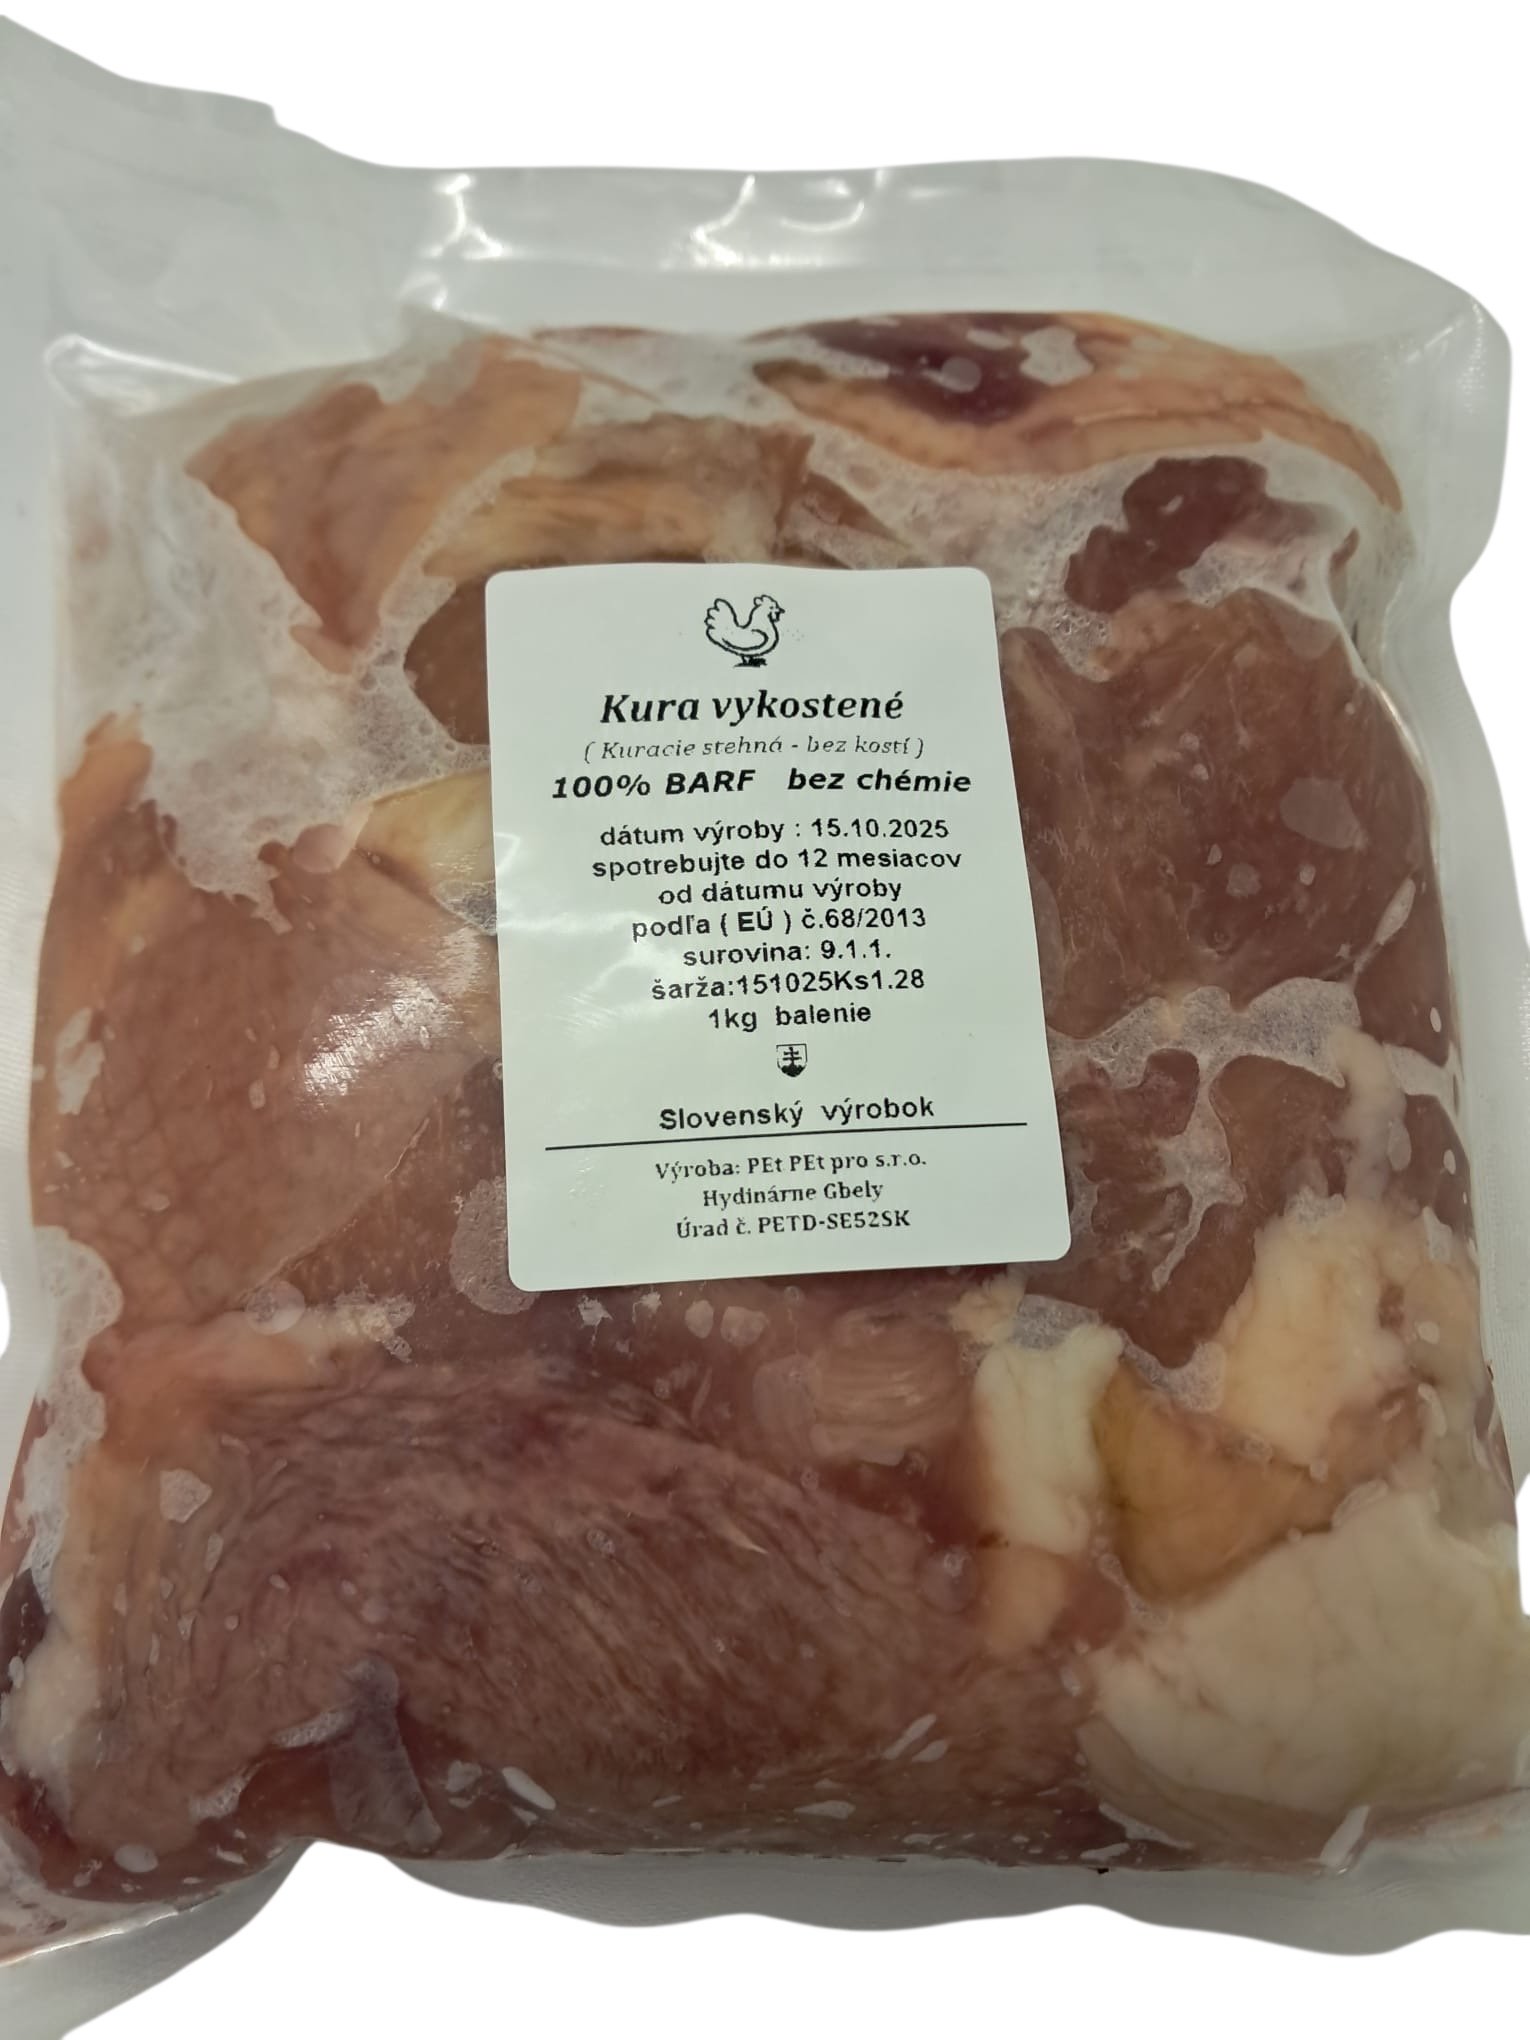 Kura vykostené
( Kuracie stehná - bez kostí )
100% BARF bez chémie
dátum výroby : 15.10.2025
spotrebujte do 12 mesiacov
od dátumu výroby
podľa ( EÚ ) č.68/2013
surovina: 9.1.1.
šarža:151025Ks1.28
1kg balenie
Slovenský výrobok
Výroba: PEt PEt pro s.r.o.
Hydinárne Gbely
Úrad č. PETD-SE52SK